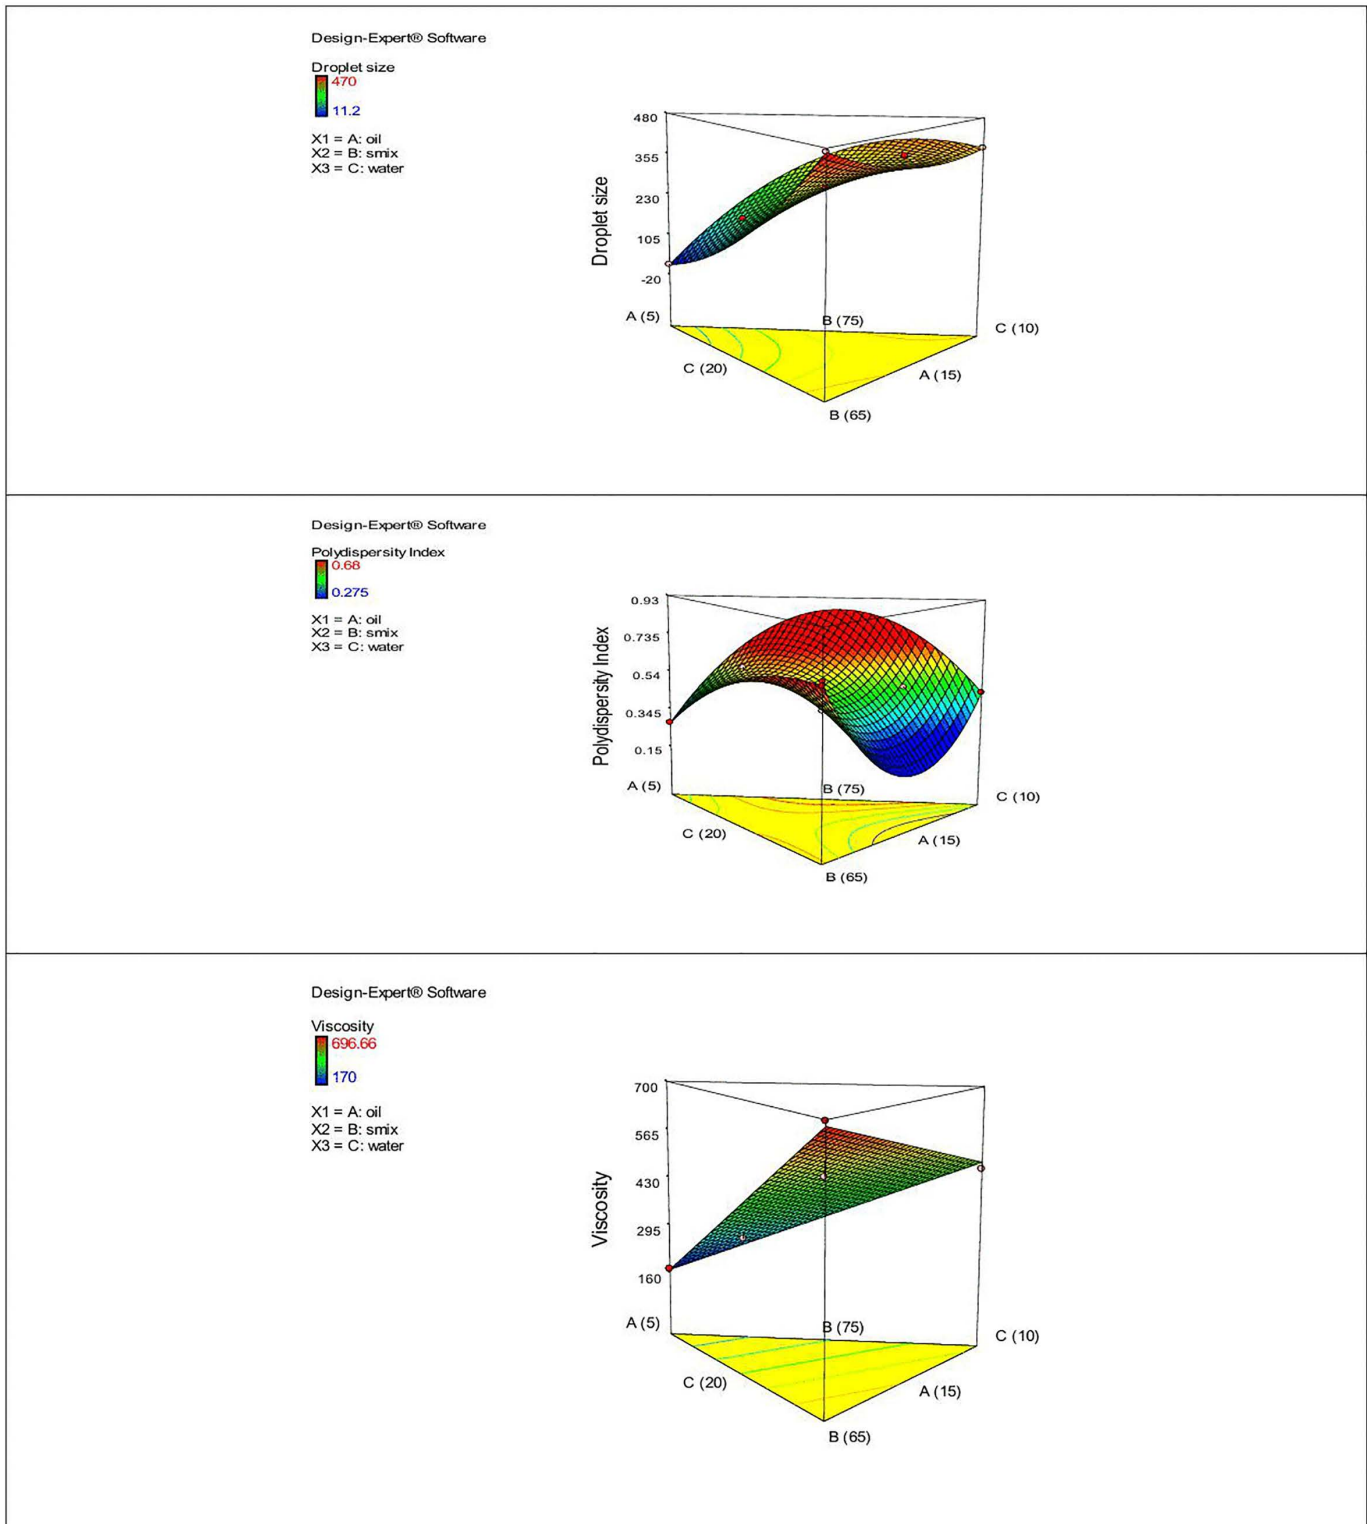 Design-Expert® Software
Droplet size
470
11.2
X1 = A: oil
X2 = B: smix
X3 = C: water
480
355
230
105
-20
Droplet size
A (5)
B (75)
C (10)
C (20)
A (15)
B (65)
Design-Expert® Software
Polydispersity Index
0.68
0.275
X1 = A: oil
X2 = B: smix
X3 = C: water
0.93
0.735
0.54
0.345
0.15
Polydispersity Index
A (5)
B (75)
C (10)
C (20)
A (15)
B (65)
Design-Expert® Software
Viscosity
696.66
170
X1 = A: oil
X2 = B: smix
X3 = C: water
700
565
430
295
160
Viscosity
A (5)
B (75)
C (10)
C (20)
A (15)
B (65)